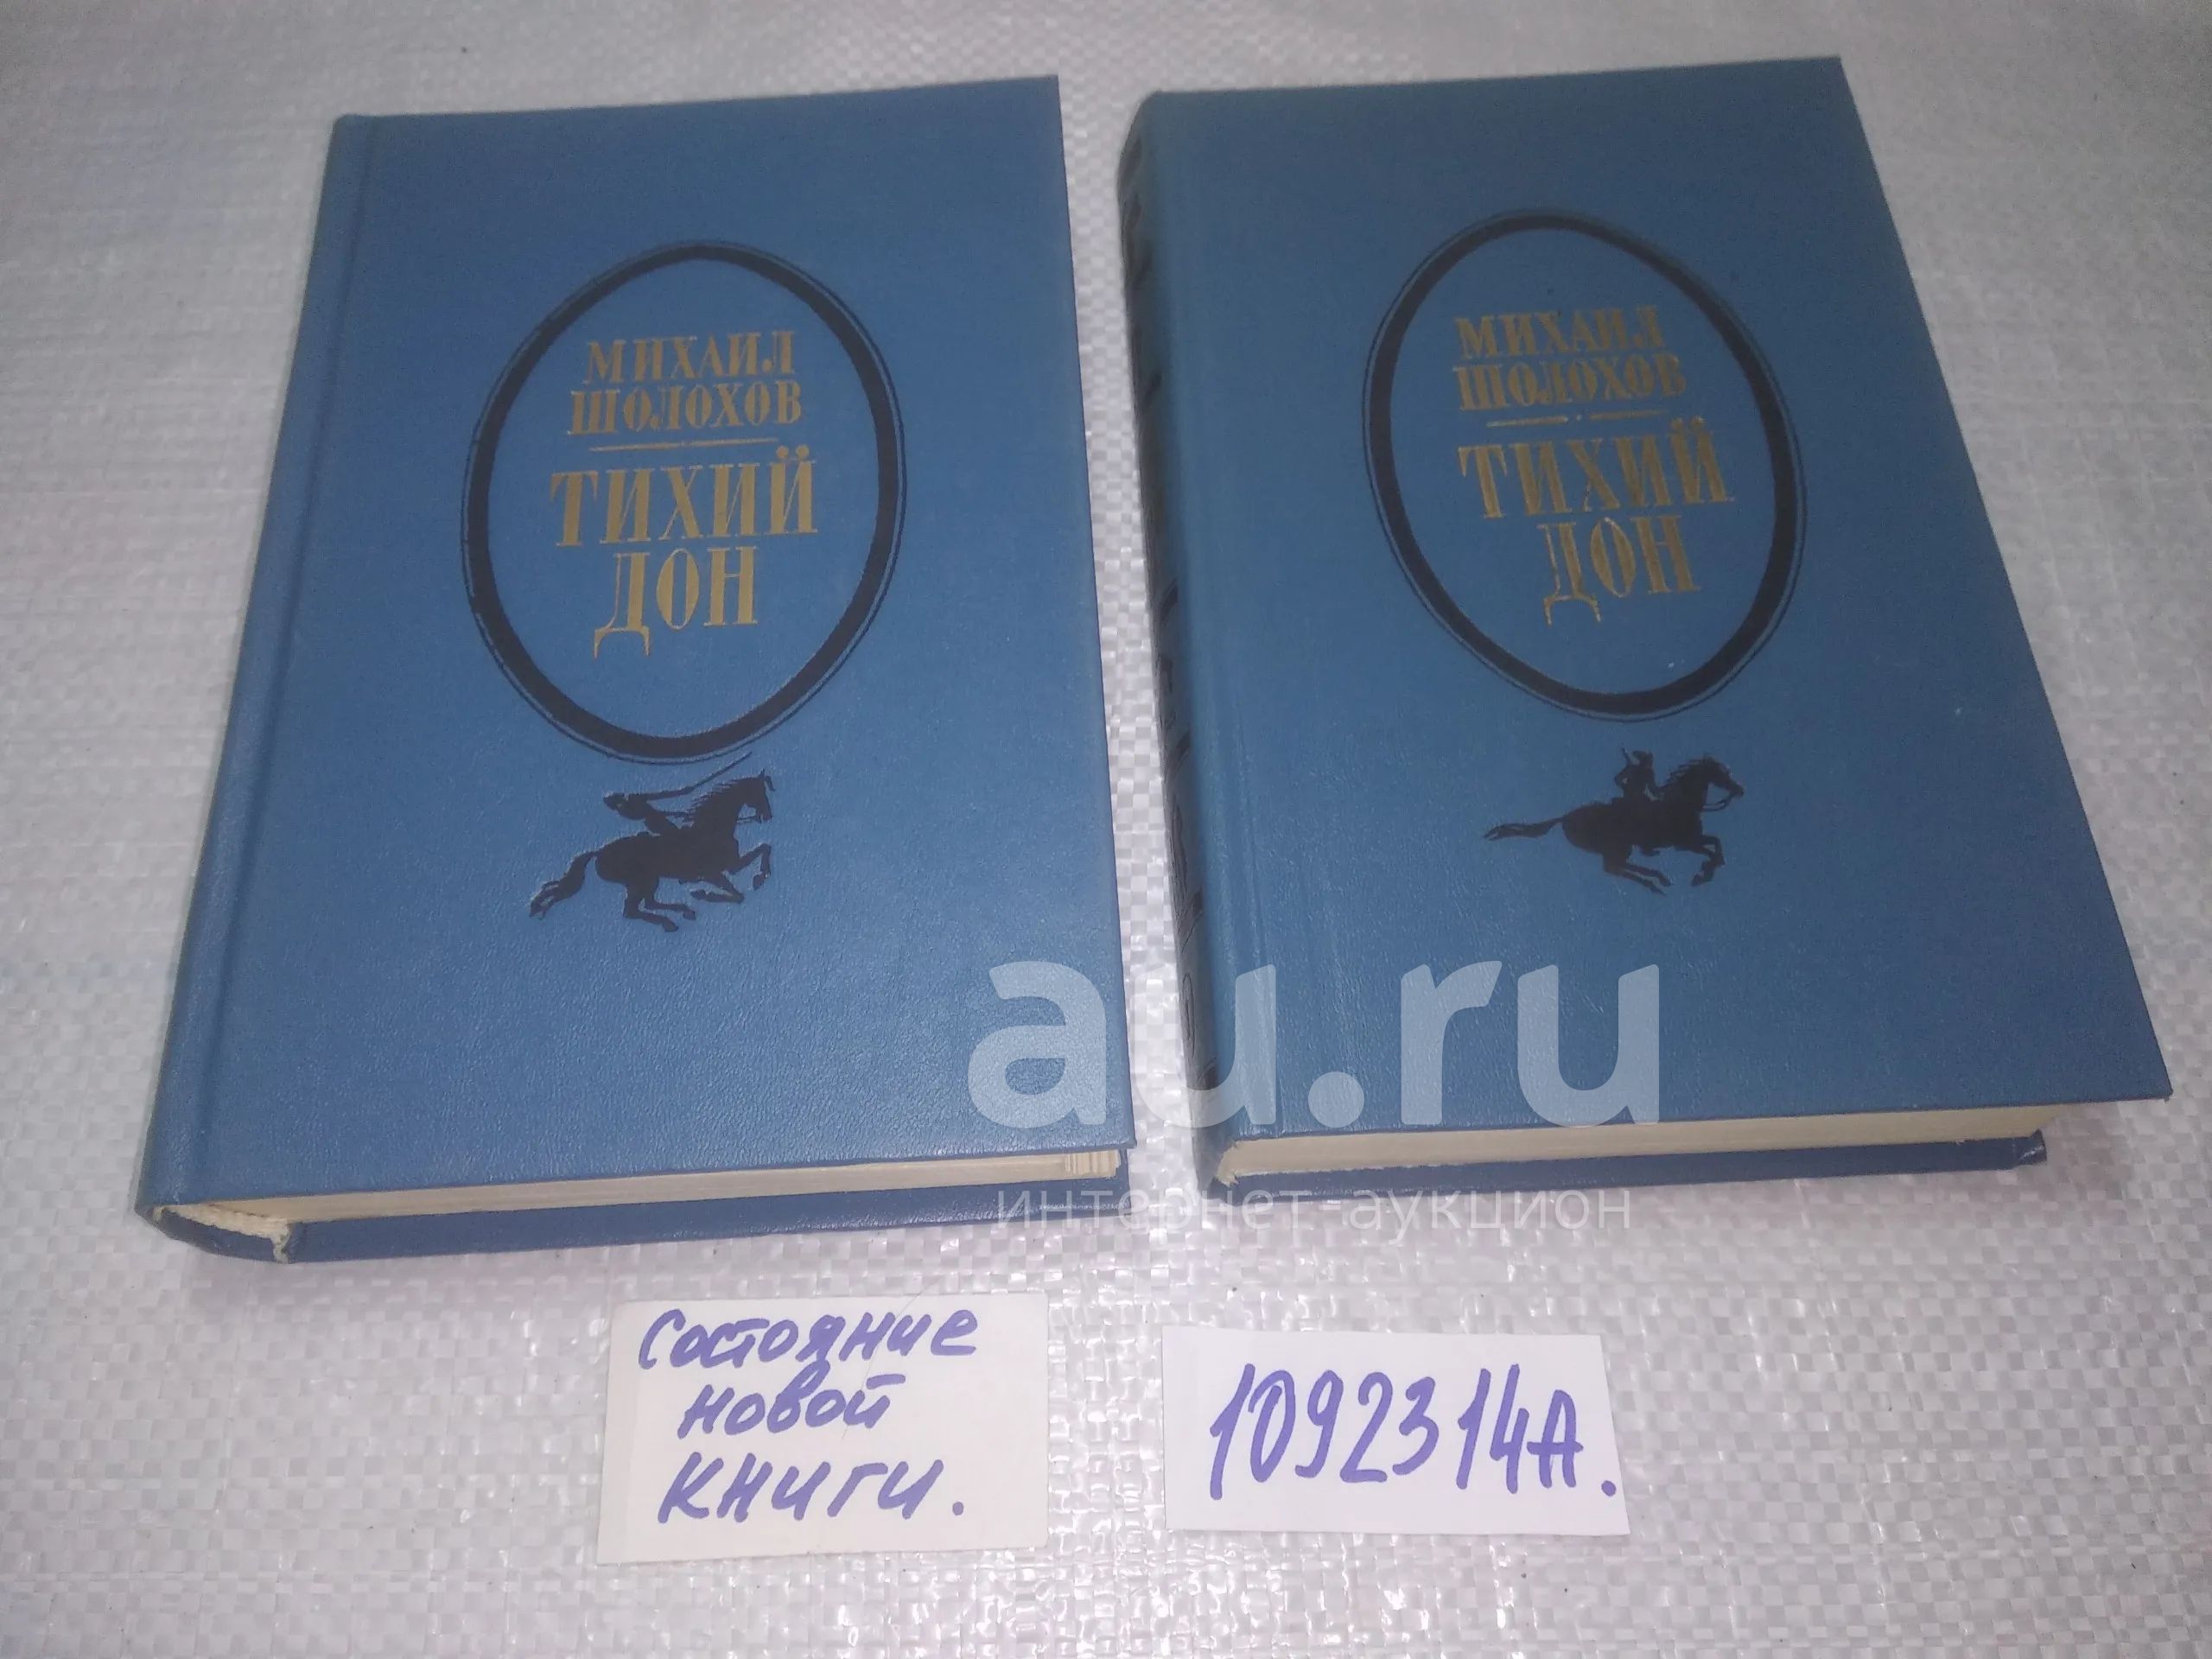 МИХАИЛ
ШОЛОХОВ
ТИХИЙ
ДОН
МИХАИЛ
ШОЛОХОВ
ТИХИЙ
ДОН
au.ru
интернет-аукцион
Состояние
новой
книги.
1092314А.